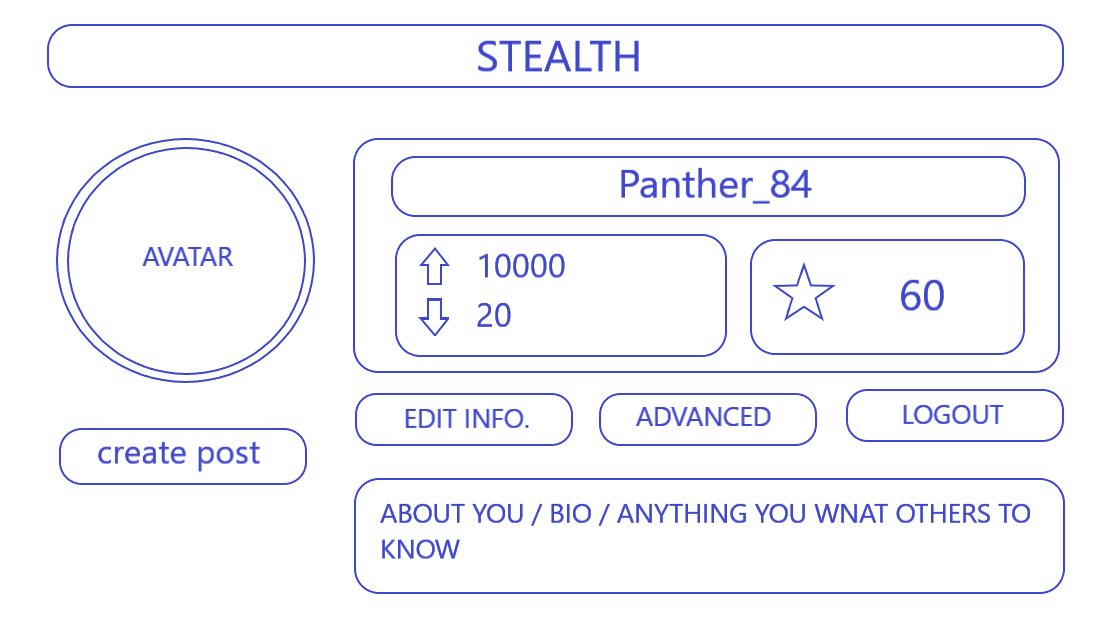 STEALTH
AVATAR
Panther_84
10000
20
60
EDIT INFO.
ADVANCED
LOGOUT
create post
ABOUT YOU / BIO / ANYTHING YOU WNAT OTHERS TO
KNOW